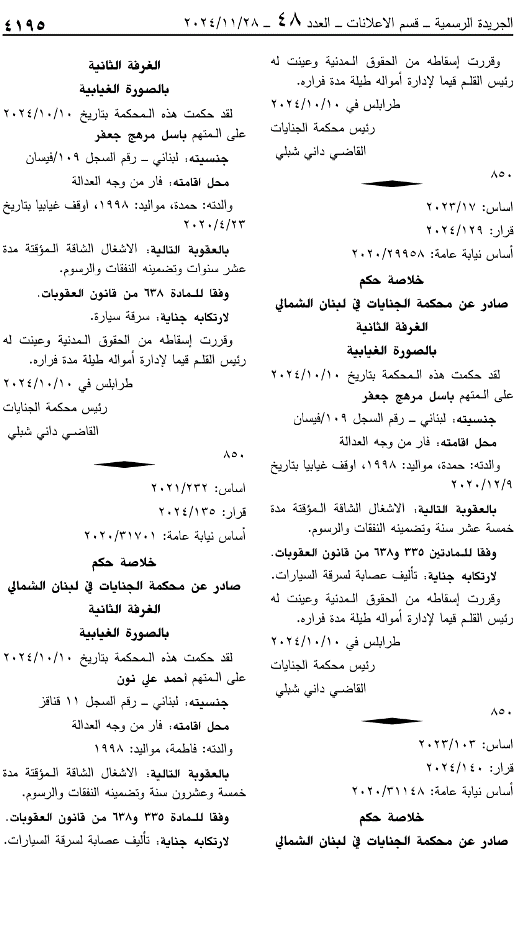 الجريدة الرسمية ــ قسم الاعلانات ــ العدد ٤٨ ــ ٢٠٢٤/١١/٢٨
٤١٩٥
وقررت إسقاطه من الحقوق المدنية وعينت له
رئيس القلم قيما لإدارة أمواله طيلة مدة فراره.
طرابلس في ٢٠٢٤/١٠/١٠
رئيس محكمة الجنايات
القاضي داني شبلي
٨٥٠
اساس: ٢٠٢٣/١٧
قرار: ٢٠٢٤/١٢٩
أساس نيابة عامة: ٢٠٢٠/٢٩٩٥٨
خلاصة حكم
صادر عن محكمة الجنايات في لبنان الشمالي
الغرفة الثانية
بالصورة الغيابية
لقد حكمت هذه المحكمة بتاريخ ٢٠٢٤/١٠/١٠
على المتهم باسل مرهج جعفر
جنسيته: لبناني ــ رقم السجل ١٠٩/فيسان
محل اقامته: فار من وجه العدالة
والدته: حمدة، مواليد: ١٩٩٨، اوقف غيابيا بتاريخ
٢٠٢٠/١٢/٩
بالعقوبة التالية: الاشغال الشاقة المؤقتة مدة
خمسة عشر سنة وتضمينه النفقات والرسوم.
وفقا للمادتين ٣٣٥ و٦٣٨ من قانون العقوبات.
لارتكابه جناية: تأليف عصابة لسرقة السيارات.
وقررت إسقاطه من الحقوق المدنية وعينت له
رئيس القلم قيما لإدارة أمواله طيلة مدة فراره.
طرابلس في ٢٠٢٤/١٠/١٠
رئيس محكمة الجنايات
القاضي داني شبلي
٨٥٠
اساس: ٢٠٢٣/١٠٣
قرار: ٢٠٢٤/١٤٠
أساس نيابة عامة: ٢٠٢٠/٣١١٤٨
خلاصة حكم
صادر عن محكمة الجنايات في لبنان الشمالي
الغرفة الثانية
بالصورة الغيابية
لقد حكمت هذه المحكمة بتاريخ ٢٠٢٤/١٠/١٠
على المتهم باسل مرهج جعفر
جنسيته: لبناني ــ رقم السجل ١٠٩/فيسان
محل اقامته: فار من وجه العدالة
والدته: حمدة، مواليد: ١٩٩٨، اوقف غيابيا بتاريخ
٢٠٢٠/٤/٢٣
بالعقوبة التالية: الاشغال الشاقة المؤقتة مدة
عشر سنوات وتضمينه النفقات والرسوم.
وفقا للمادة ٦٣٨ من قانون العقوبات.
لارتكابه جناية: سرقة سيارة.
وقررت إسقاطه من الحقوق المدنية وعينت له
رئيس القلم قيما لإدارة أمواله طيلة مدة فراره.
طرابلس في ٢٠٢٤/١٠/١٠
رئيس محكمة الجنايات
القاضي داني شبلي
٨٥٠
اساس: ٢٠٢١/٢٣٢
قرار: ٢٠٢٤/١٣٥
أساس نيابة عامة: ٢٠٢٠/٣١٧٠١
خلاصة حكم
صادر عن محكمة الجنايات في لبنان الشمالي
الغرفة الثانية
بالصورة الغيابية
لقد حكمت هذه المحكمة بتاريخ ٢٠٢٤/١٠/١٠
على المتهم احمد علي نون
جنسيته: لبناني ــ رقم السجل ١١ قنافز
محل اقامته: فار من وجه العدالة
والدته: فاطمة، مواليد: ١٩٩٨
بالعقوبة التالية: الاشغال الشاقة المؤقتة مدة
خمسة وعشرون سنة وتضمينه النفقات والرسوم.
وفقا للمادة ٣٣٥ و٦٣٨ من قانون العقوبات.
لارتكابه جناية: تأليف عصابة لسرقة السيارات.